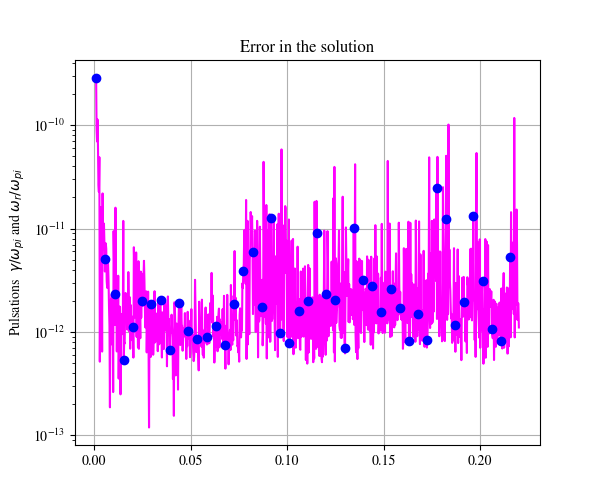 Error in the solution
Pulsations γ/ω_pi and ω_r/ω_pi
10⁻¹⁰
10⁻¹¹
10⁻¹²
10⁻¹³
0.00 0.05 0.10 0.15 0.20